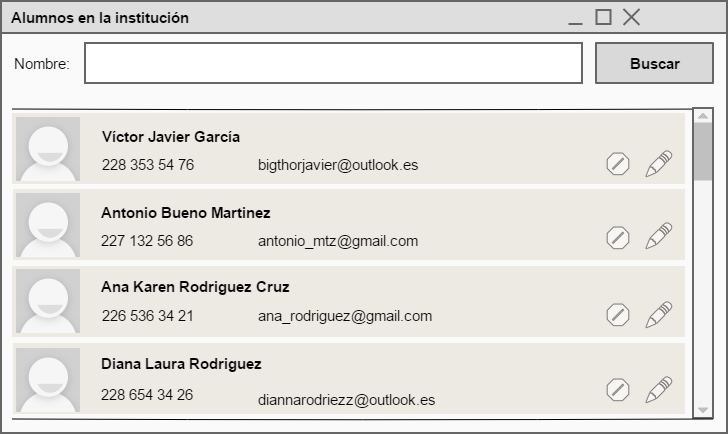 Alumnos en la institución
Nombre:
Buscar
Víctor Javier García
228 353 54 76 bigthorjavier@outlook.es
Antonio Bueno Martinez
227 132 56 86 antonio_mtz@gmail.com
Ana Karen Rodriguez Cruz
226 536 34 21 ana_rodriguez@gmail.com
Diana Laura Rodriguez
228 654 34 26 diannarodriezz@outlook.es